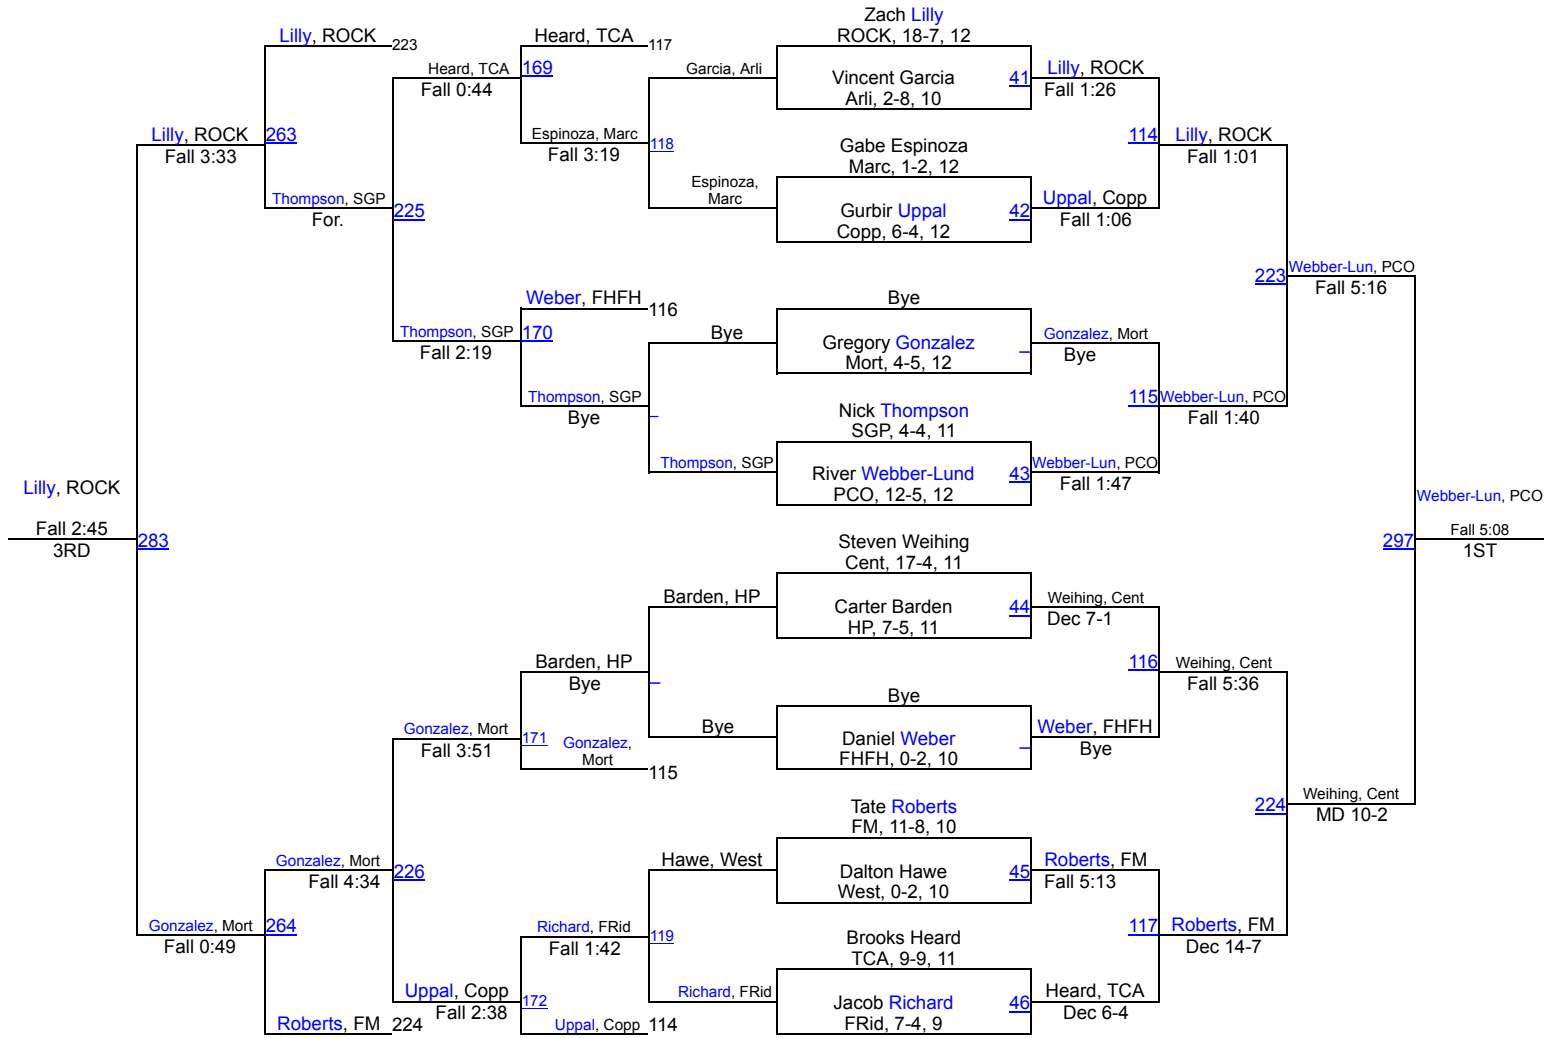 Zach Lilly
ROCK, 18-7, 12
Lilly, ROCK
223
Heard, TCA
117
Heard, TCA
Fall 0:44
169
Garcia, Arli
Vincent Garcia
Arli, 2-8, 10
41
Lilly, ROCK
Fall 1:26
Lilly, ROCK
Fall 3:33
263
Espinoza, Marc
Fall 3:19
118
Gabe Espinoza
Marc, 1-2, 12
114
Lilly, ROCK
Fall 1:01
Thompson, SGP
For.
225
Espinoza,
Marc
Gurbir Uppal
Copp, 6-4, 12
42
Uppal, Copp
Fall 1:06
223
Webber-Lun, PCO
Fall 5:16
Weber, FHFH
116
Bye
Thompson, SGP
Fall 2:19
170
Bye
Gregory Gonzalez
Mort, 4-5, 12
Gonzalez, Mort
Bye
Thompson, SGP
Bye
Nick Thompson
SGP, 4-4, 11
115
Webber-Lun, PCO
Fall 1:40
Thompson, SGP
River Webber-Lund
PCO, 12-5, 12
43
Webber-Lun, PCO
Fall 1:47
Lilly, ROCK
Fall 2:45
3RD
283
Webber-Lun, PCO
297
Fall 5:08
1ST
Steven Weihing
Cent, 17-4, 11
Barden, HP
Carter Barden
HP, 7-5, 11
44
Weihing, Cent
Dec 7-1
Barden, HP
Bye
116
Weihing, Cent
Fall 5:36
Bye
Gonzalez, Mort
Fall 3:51
171
Gonzalez,
Mort
115
Bye
Daniel Weber
FHFH, 0-2, 10
Weber, FHFH
Bye
224
Weihing, Cent
MD 10-2
Tate Roberts
FM, 11-8, 10
Gonzalez, Mort
Fall 4:34
226
Hawe, West
Dalton Hawe
West, 0-2, 10
45
Roberts, FM
Fall 5:13
Gonzalez, Mort
Fall 0:49
264
Richard, FRid
Fall 1:42
119
Brooks Heard
TCA, 9-9, 11
117
Roberts, FM
Dec 14-7
Uppal, Copp
Fall 2:38
172
Richard, FRid
Jacob Richard
FRid, 7-4, 9
46
Heard, TCA
Dec 6-4
Roberts, FM
224
Uppal, Copp
114